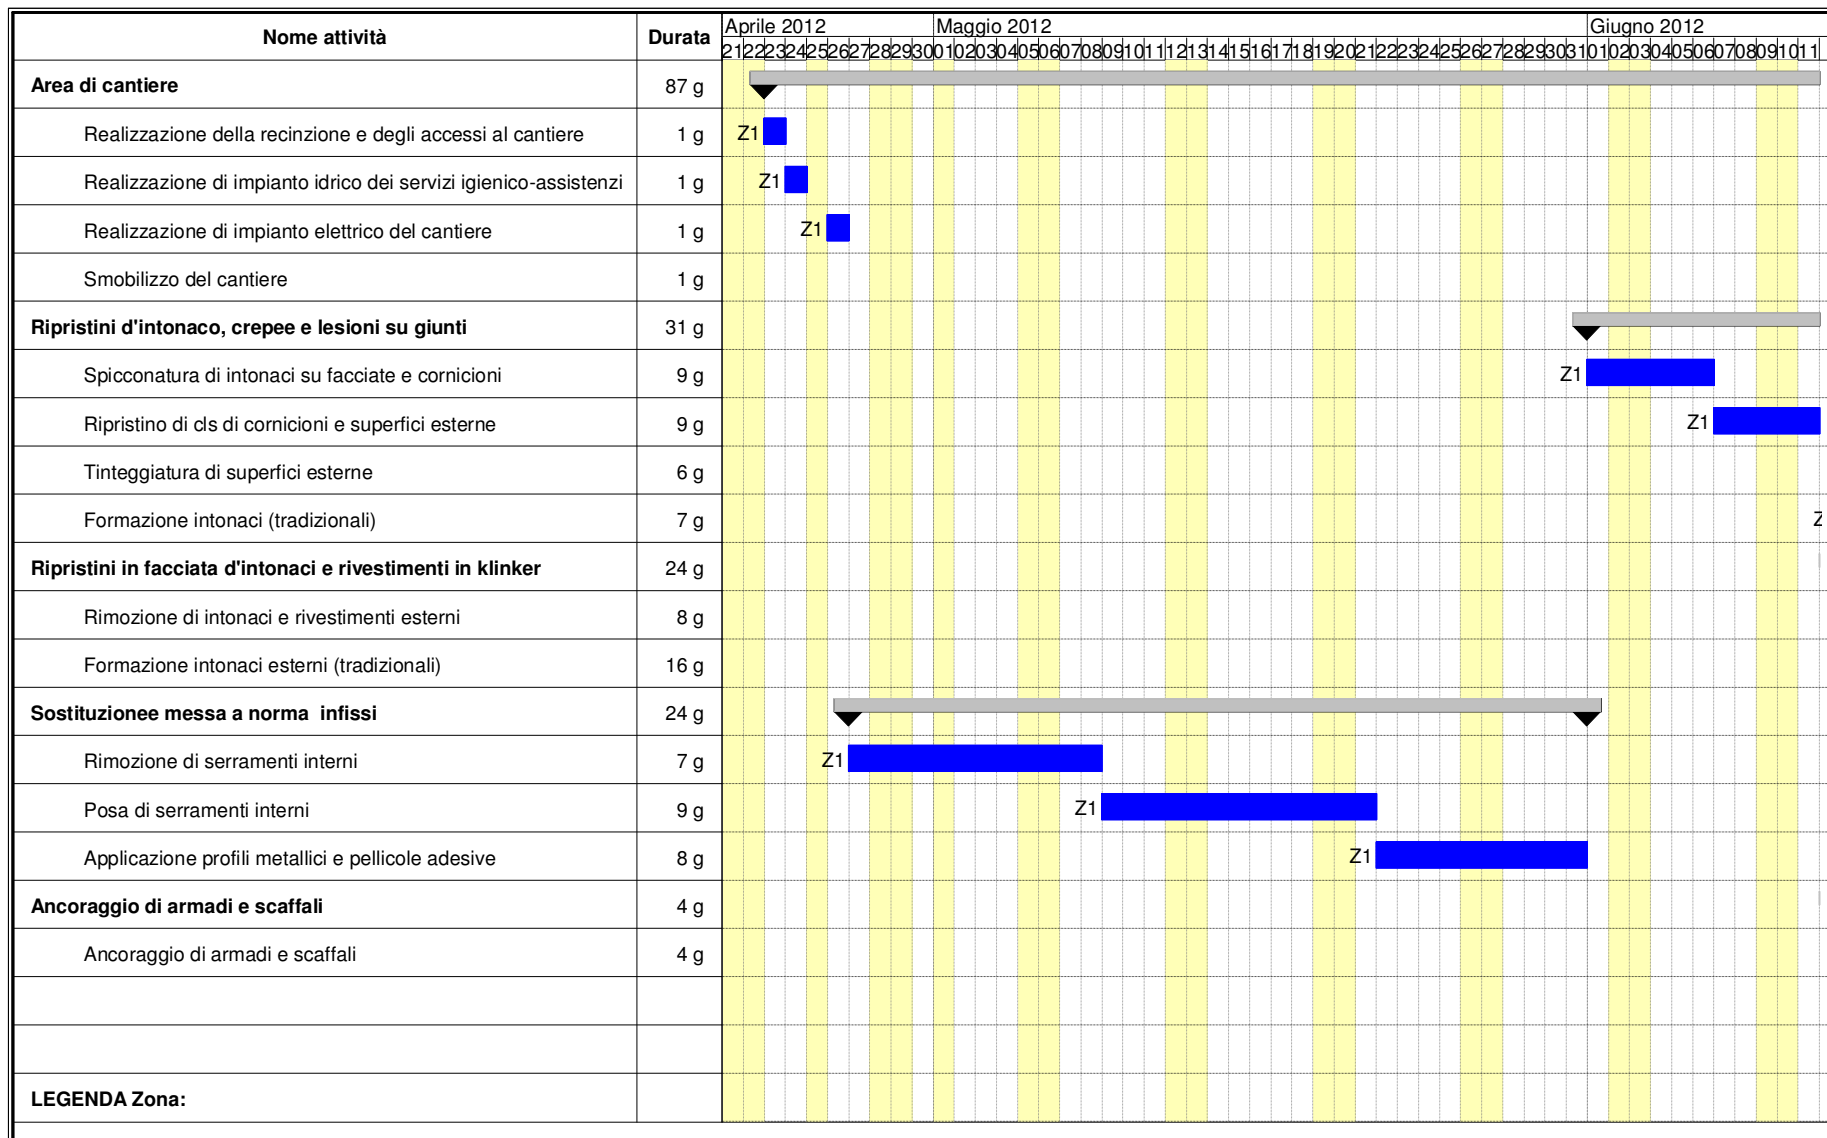 Nome attività Durata Aprile 2012 Maggio 2012 Giugno 2012
21 22 23 24 25 26 27 28 29 30 01 02 03 04 05 06 07 08 09 10 11 12 13 14 15 16 17 18 19 20 21 22 23 24 25 26 27 28 29 30 31 01 02 03 04 05 06 07 08 09 10 11
Area di cantiere 87 g
Realizzazione della recinzione e degli accessi al cantiere 1 g Z1
Realizzazione di impianto idrico dei servizi igienico-assistenzi 1 g Z1
Realizzazione di impianto elettrico del cantiere 1 g Z1
Smobilizzo del cantiere 1 g
Ripristini d'intonaco, crepee e lesioni su giunti 31 g
Spicconatura di intonaci su facciate e cornicioni 9 g Z1
Ripristino di cls di cornicioni e superfici esterne 9 g Z1
Tinteggiatura di superfici esterne 6 g
Formazione intonaci (tradizionali) 7 g Z
Ripristini in facciata d'intonaci e rivestimenti in klinker 24 g
Rimozione di intonaci e rivestimenti esterni 8 g
Formazione intonaci esterni (tradizionali) 16 g
Sostituzionee messa a norma infissi 24 g
Rimozione di serramenti interni 7 g Z1
Posa di serramenti interni 9 g Z1
Applicazione profili metallici e pellicole adesive 8 g Z1
Ancoraggio di armadi e scaffali 4 g
Ancoraggio di armadi e scaffali 4 g
LEGENDA Zona: